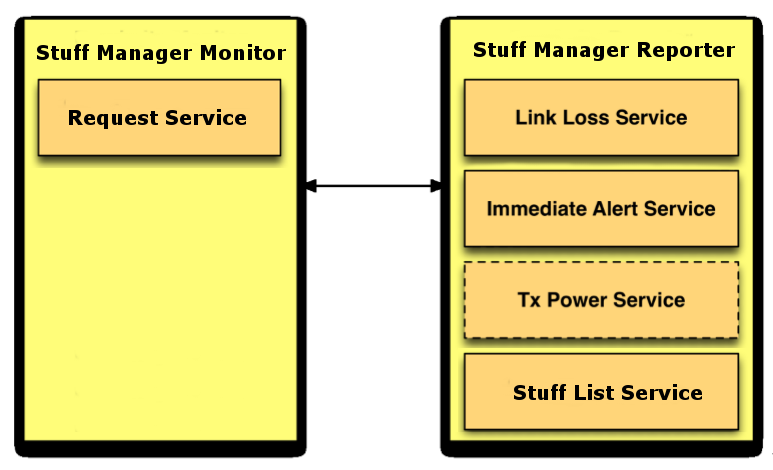 Stuff Manager Monitor
Request Service
Stuff Manager Reporter
Link Loss Service
Immediate Alert Service
Tx Power Service
Stuff List Service